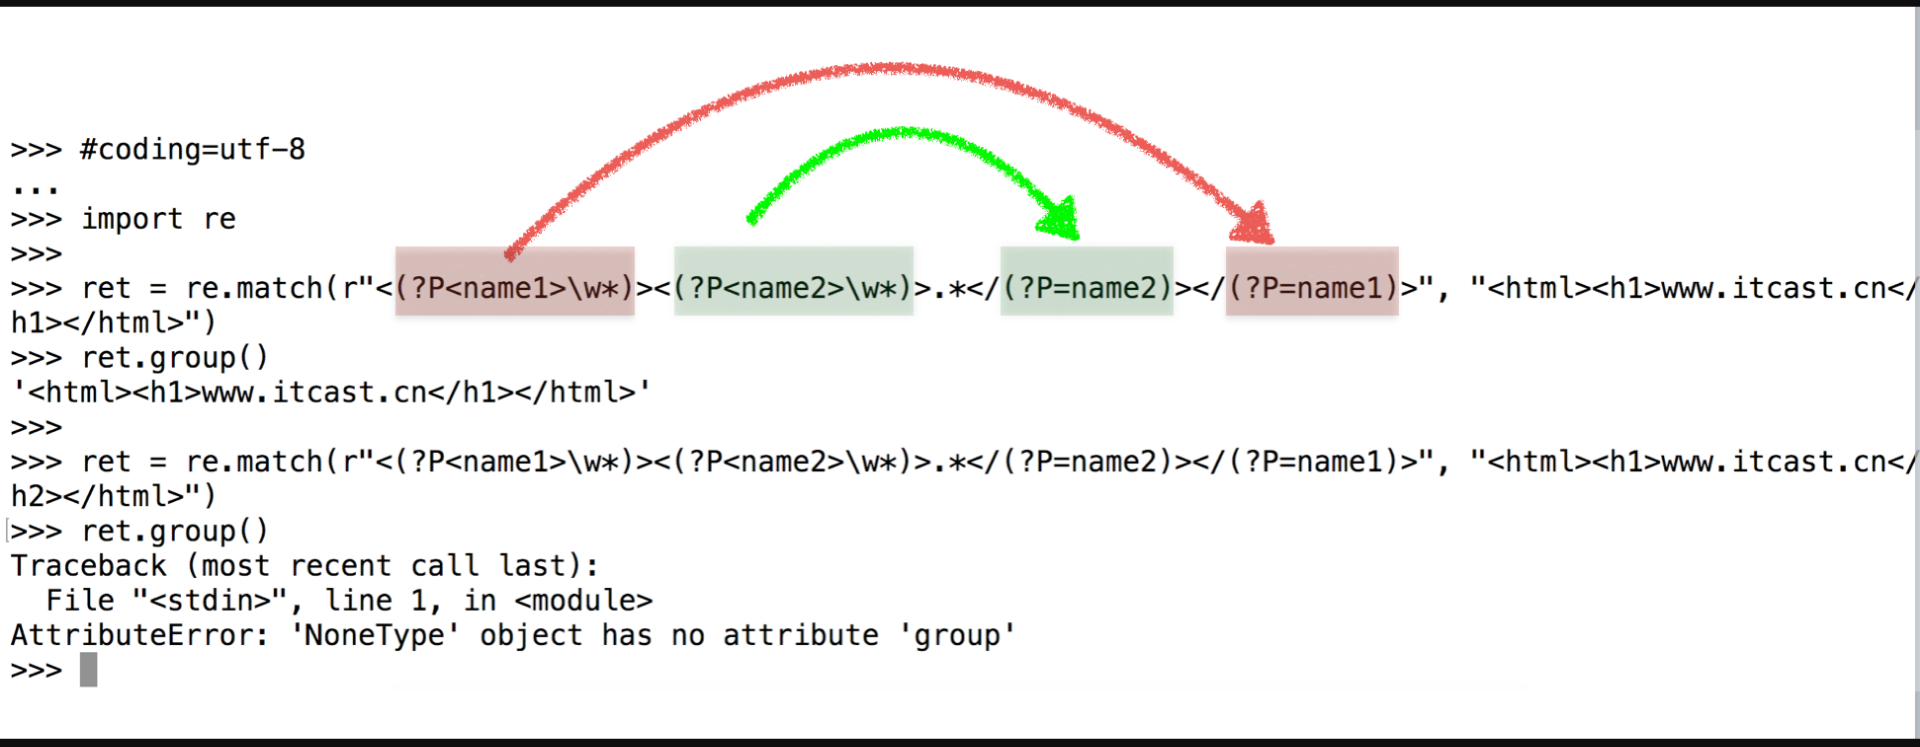 >>> #coding=utf-8
...
>>> import re
>>>
>>> ret = re.match(r"<(?P<name1>\w*)><(?P<name2>\w*)>.*</(?P=name2)></(?P=name1)>", "<html><h1>www.itcast.cn</
h1></html>")
>>> ret.group()
'<html><h1>www.itcast.cn</h1></html>'
>>>
>>> ret = re.match(r"<(?P<name1>\w*)><(?P<name2>\w*)>.*</(?P=name2)></(?P=name1)>", "<html><h1>www.itcast.cn</
h2></html>")
>>> ret.group()
Traceback (most recent call last):
  File "<stdin>", line 1, in <module>
AttributeError: 'NoneType' object has no attribute 'group'
>>>